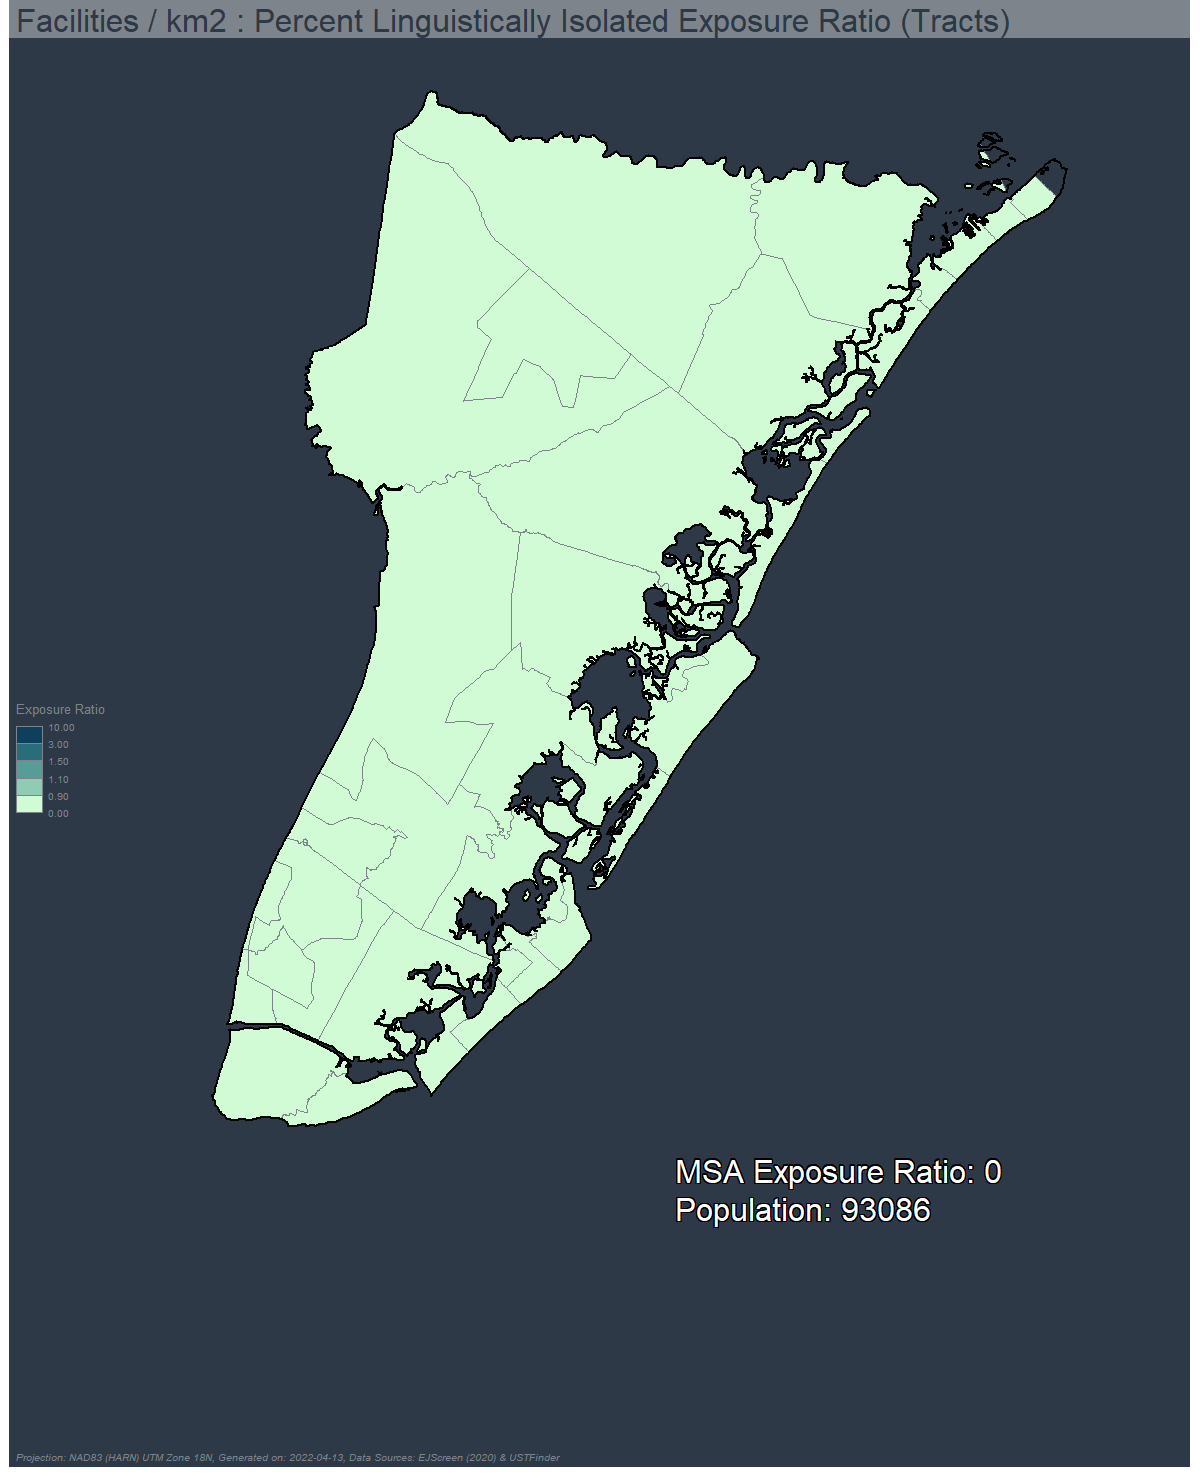 Facilities / km2 : Percent Linguistically Isolated Exposure Ratio (Tracts)
Exposure Ratio
10.00
3.00
1.50
1.10
0.90
0.00
MSA Exposure Ratio: 0
Population: 93086
Projection: NAD83 (HARN) UTM Zone 18N, Generated on: 2022-04-13, Data Sources: EJScreen (2020) & USTFinder